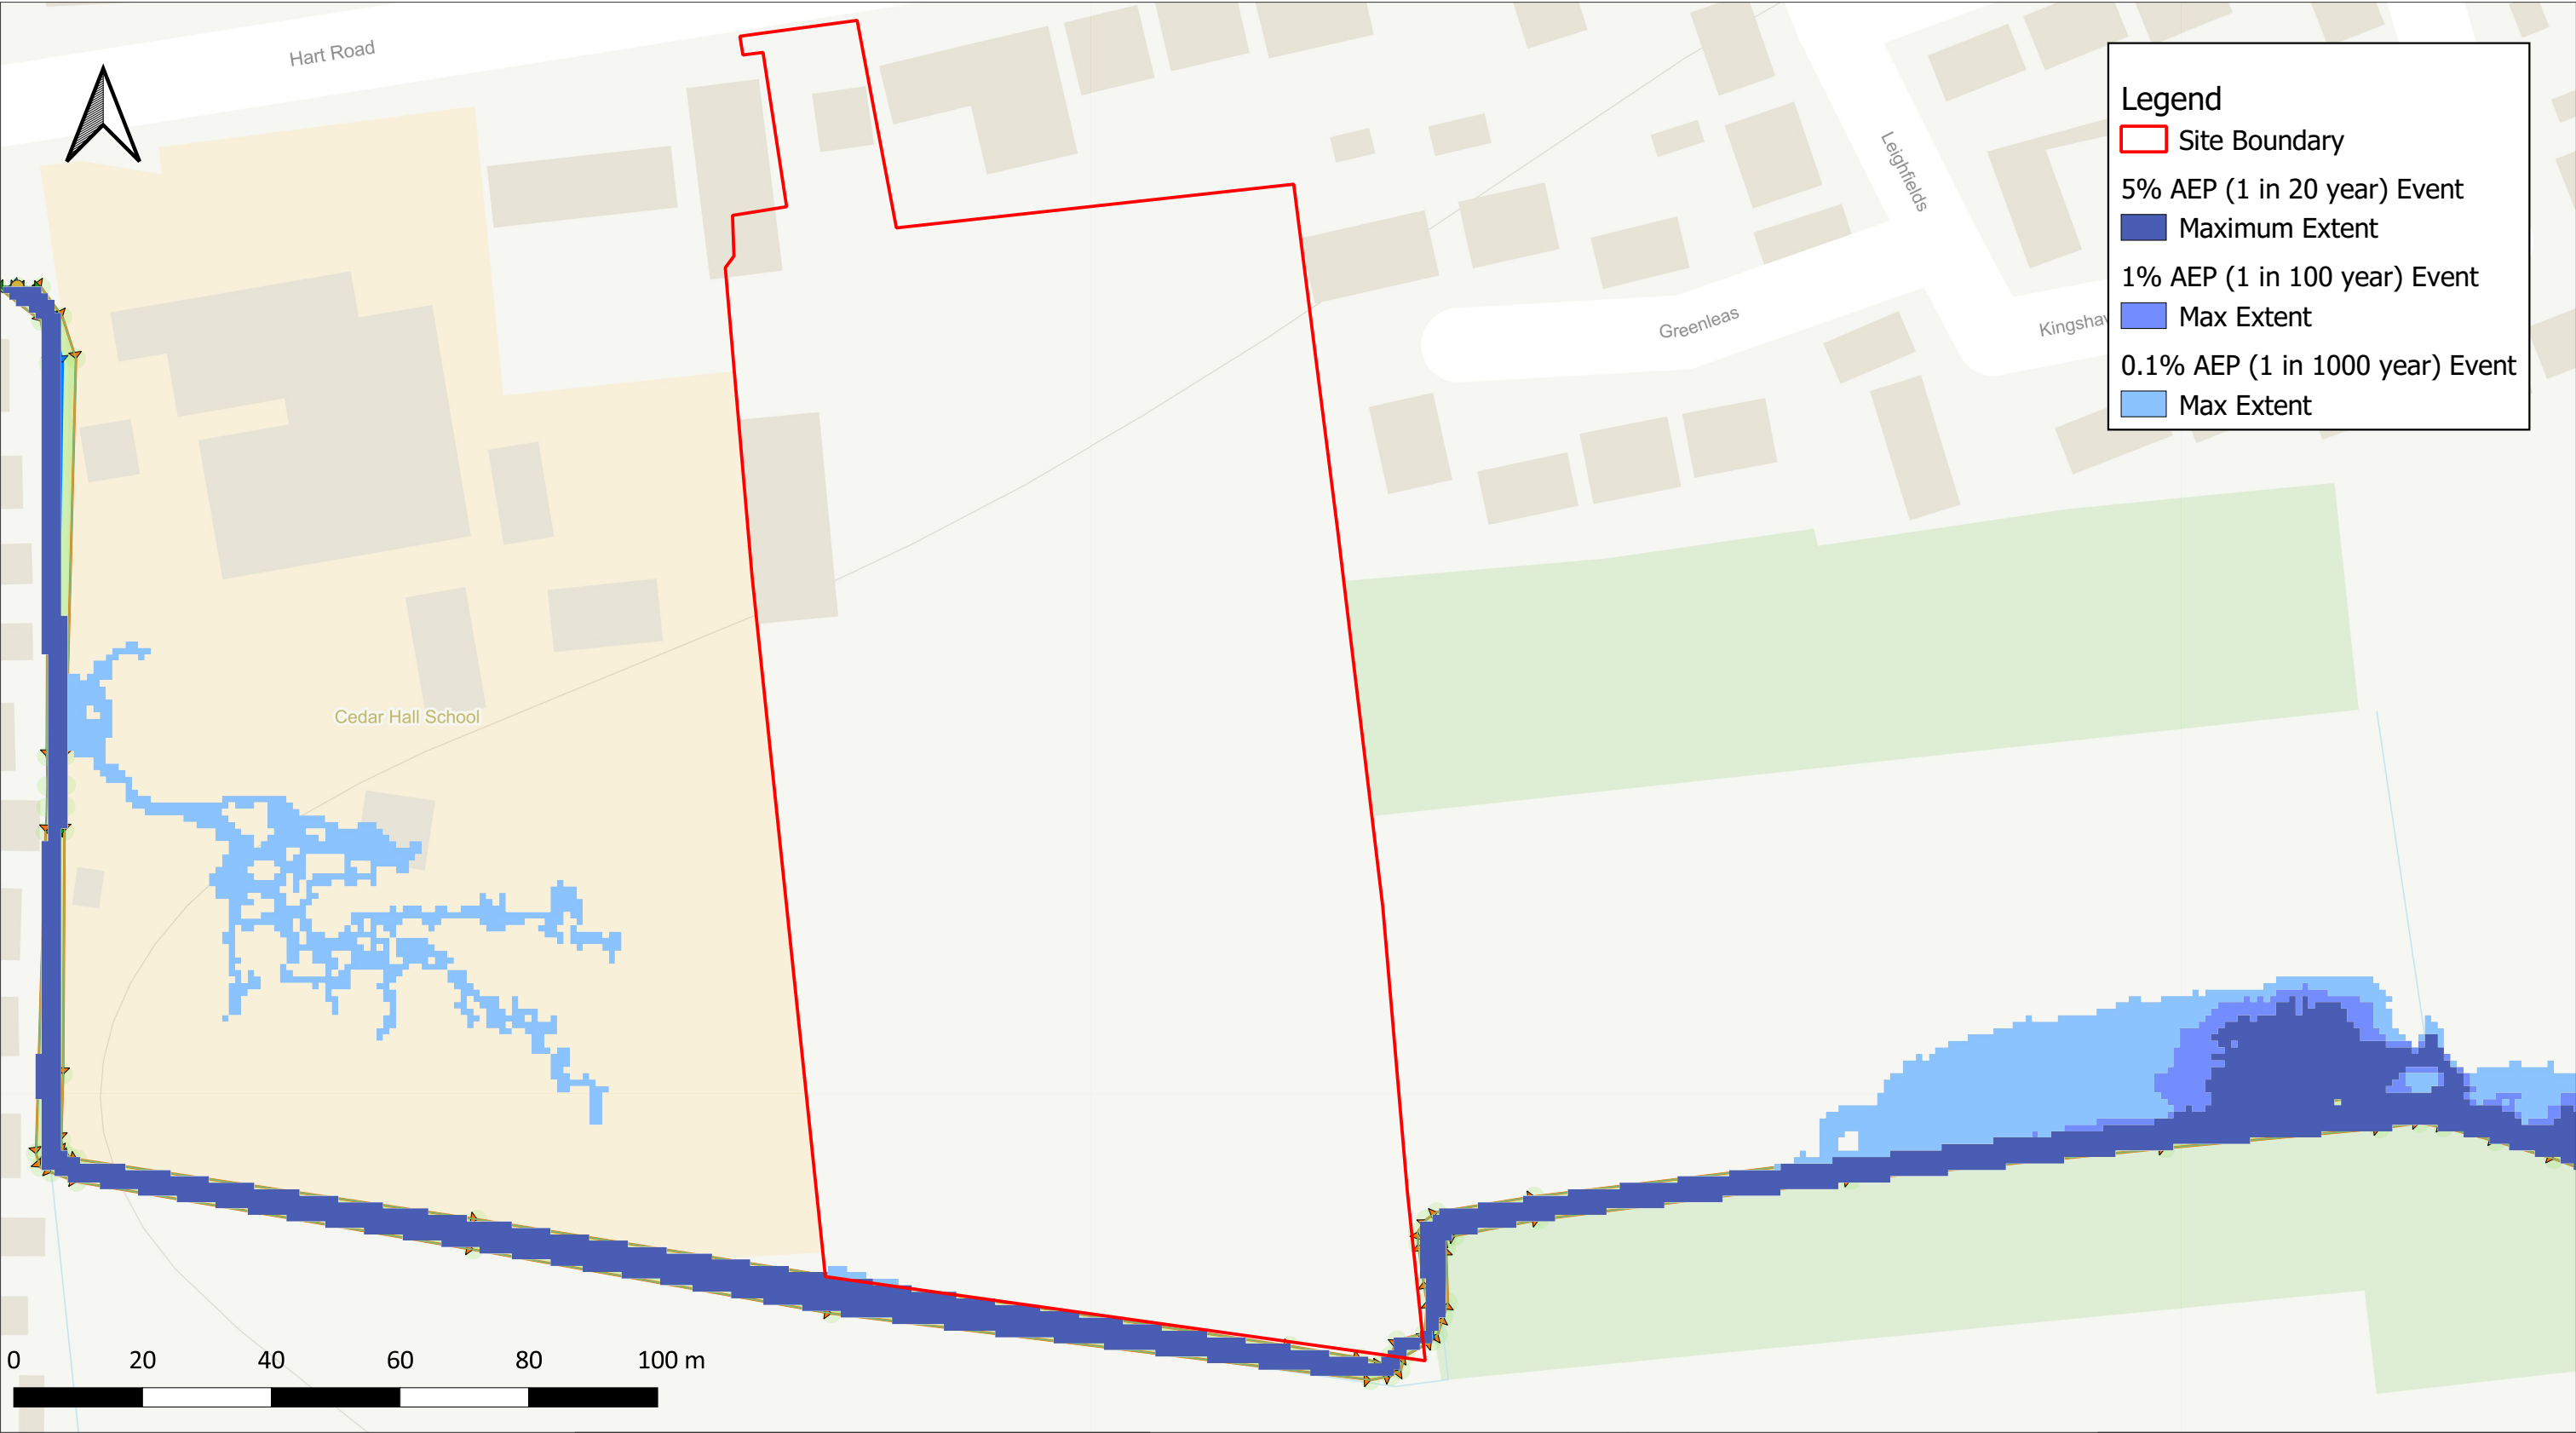 Hart Road
Legend
Site Boundary
5% AEP (1 in 20 year) Event
Maximum Extent
1% AEP (1 in 100 year) Event
Max Extent
0.1% AEP (1 in 1000 year) Event
Max Extent
Leighfields
Greenleas
Kingshaw
Cedar Hall School
0 20 40 60 80 100 m